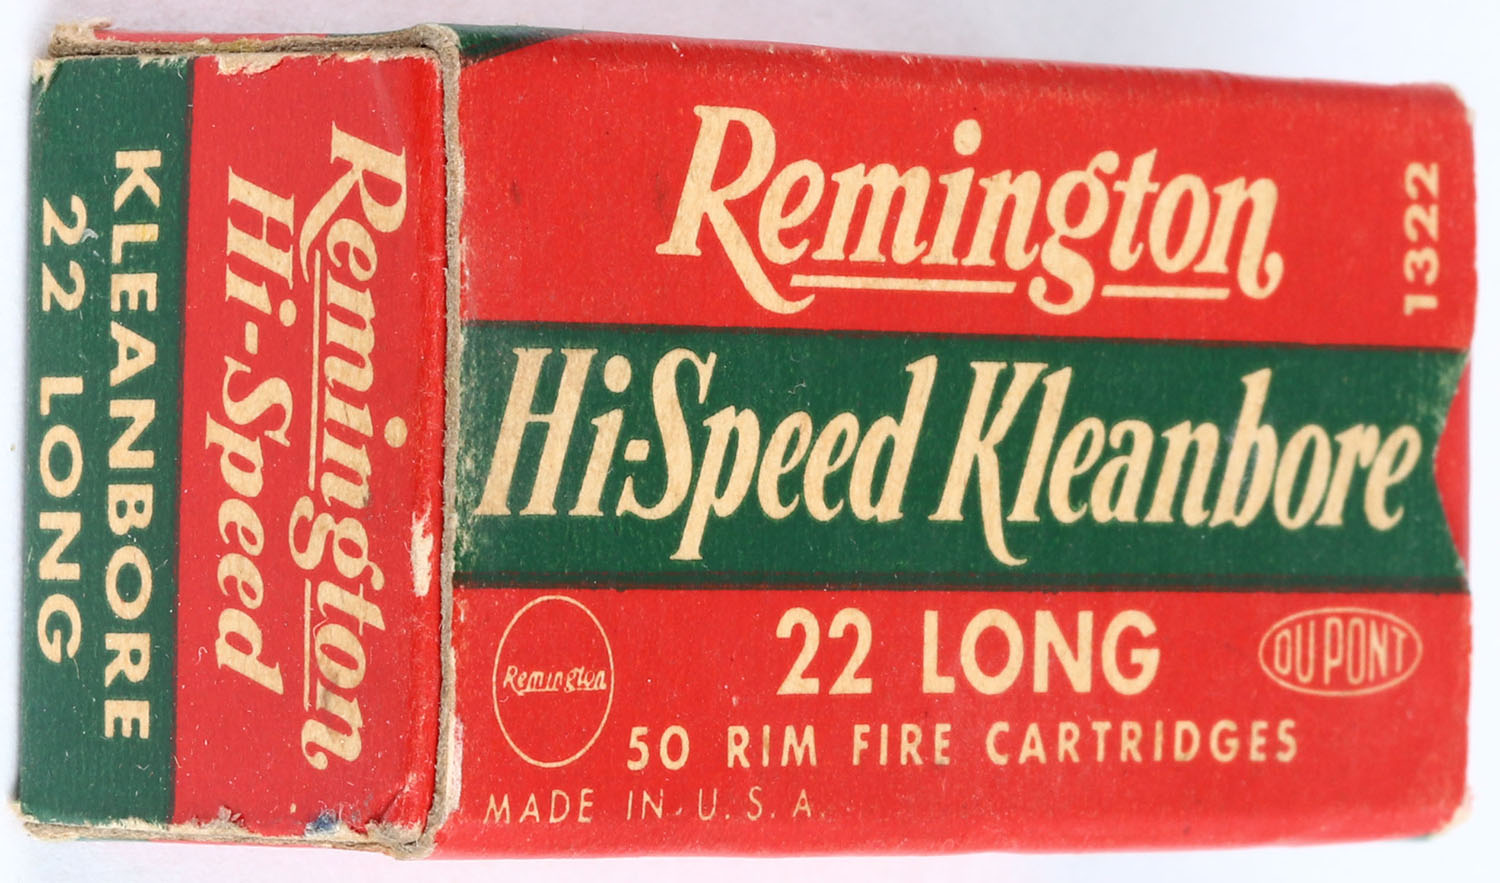 Remington
Hi-Speed
KLEANBORE
22 LONG
Remington
1322
Hi-Speed Kleanbore
Remington
22 LONG
DU PONT
50 RIM FIRE CARTRIDGES
MADE IN U.S.A.